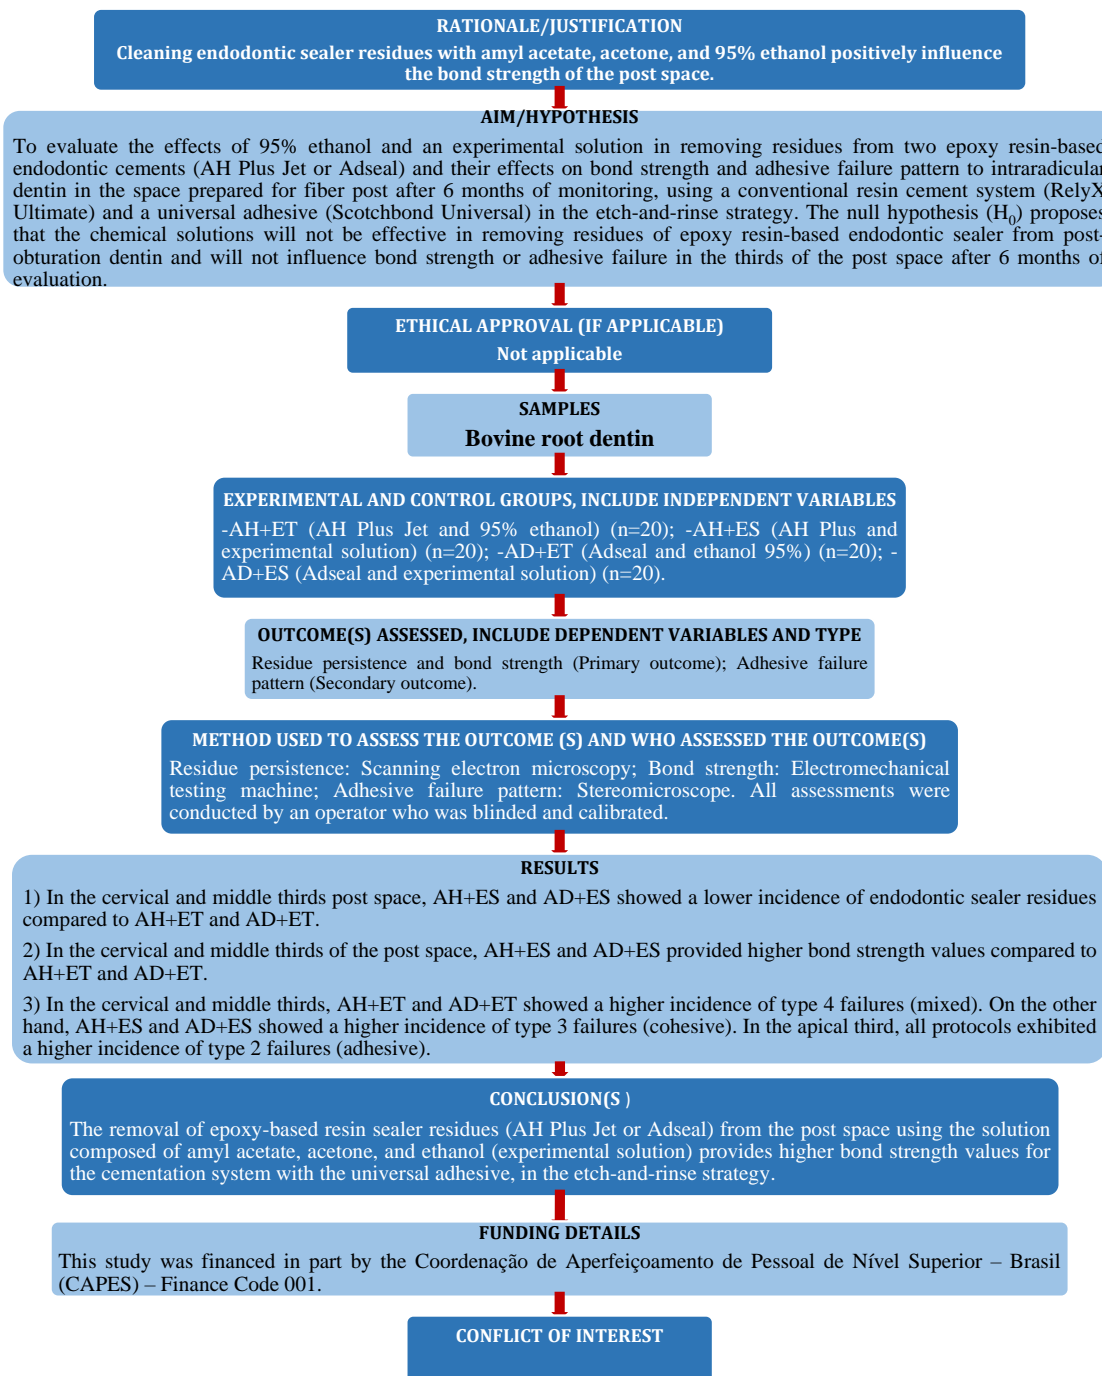 RATIONALE/JUSTIFICATION
Cleaning endodontic sealer residues with amyl acetate, acetone, and 95% ethanol positively influence
the bond strength of the post space.
AIM/HYPOTHESIS
To evaluate the effects of 95% ethanol and an experimental solution in removing residues from two epoxy resin-based
endodontic cements (AH Plus Jet or Adseal) and their effects on bond strength and adhesive failure pattern to intraradicular
dentin in the space prepared for fiber post after 6 months of monitoring, using a conventional resin cement system (RelyX
Ultimate) and a universal adhesive (Scotchbond Universal) in the etch-and-rinse strategy. The null hypothesis (H₀) proposes
that the chemical solutions will not be effective in removing residues of epoxy resin-based endodontic sealer from post-
obturation dentin and will not influence bond strength or adhesive failure in the thirds of the post space after 6 months of
evaluation.
ETHICAL APPROVAL (IF APPLICABLE)
Not applicable
SAMPLES
Bovine root dentin
EXPERIMENTAL AND CONTROL GROUPS, INCLUDE INDEPENDENT VARIABLES
-AH+ET (AH Plus Jet and 95% ethanol) (n=20); -AH+ES (AH Plus and
experimental solution) (n=20); -AD+ET (Adseal and ethanol 95%) (n=20); -
AD+ES (Adseal and experimental solution) (n=20).
OUTCOME(S) ASSESSED, INCLUDE DEPENDENT VARIABLES AND TYPE
Residue persistence and bond strength (Primary outcome); Adhesive failure
pattern (Secondary outcome).
METHOD USED TO ASSESS THE OUTCOME (S) AND WHO ASSESSED THE OUTCOME(S)
Residue persistence: Scanning electron microscopy; Bond strength: Electromechanical
testing machine; Adhesive failure pattern: Stereomicroscope. All assessments were
conducted by an operator who was blinded and calibrated.
RESULTS
1) In the cervical and middle thirds post space, AH+ES and AD+ES showed a lower incidence of endodontic sealer residues
compared to AH+ET and AD+ET.
2) In the cervical and middle thirds of the post space, AH+ES and AD+ES provided higher bond strength values compared to
AH+ET and AD+ET.
3) In the cervical and middle thirds, AH+ET and AD+ET showed a higher incidence of type 4 failures (mixed). On the other
hand, AH+ES and AD+ES showed a higher incidence of type 3 failures (cohesive). In the apical third, all protocols exhibited
a higher incidence of type 2 failures (adhesive).
CONCLUSION(S )
The removal of epoxy-based resin sealer residues (AH Plus Jet or Adseal) from the post space using the solution
composed of amyl acetate, acetone, and ethanol (experimental solution) provides higher bond strength values for
the cementation system with the universal adhesive, in the etch-and-rinse strategy.
FUNDING DETAILS
This study was financed in part by the Coordenação de Aperfeiçoamento de Pessoal de Nível Superior – Brasil
(CAPES) – Finance Code 001.
CONFLICT OF INTEREST